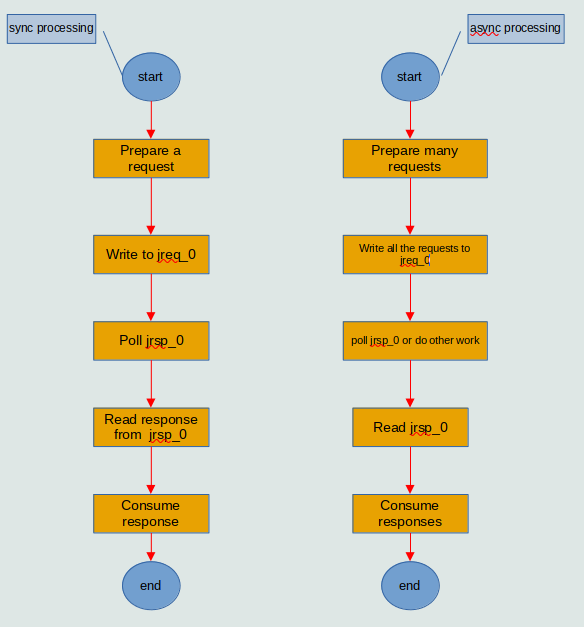 sync processing
start
Prepare a
request
Write to jreq_0
Poll jrsp_0
Read response
from jrsp_0
Consume
response
end
async processing
start
Prepare many
requests
Write all the requests to
jreq_0
poll jrsp_0 or do other work
Read jrsp_0
Consume
responses
end